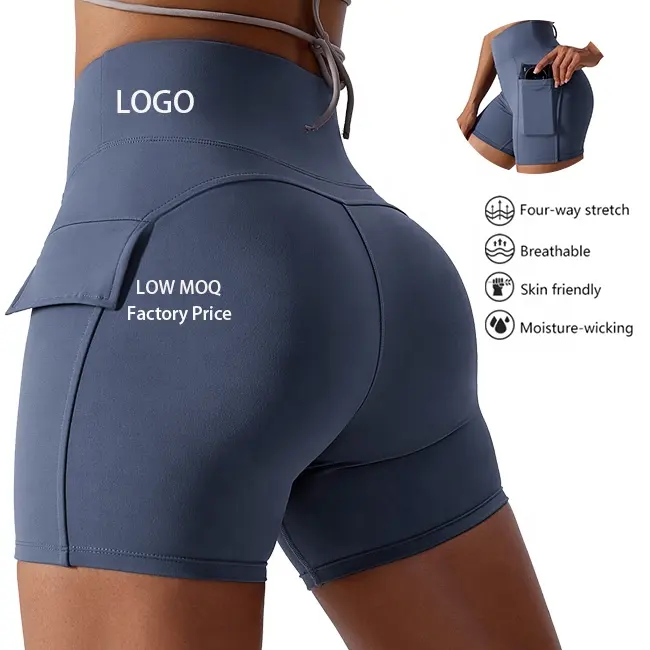 LOGO
LOW MOQ
Factory Price
Four-way stretch
Breathable
Skin friendly
Moisture-wicking